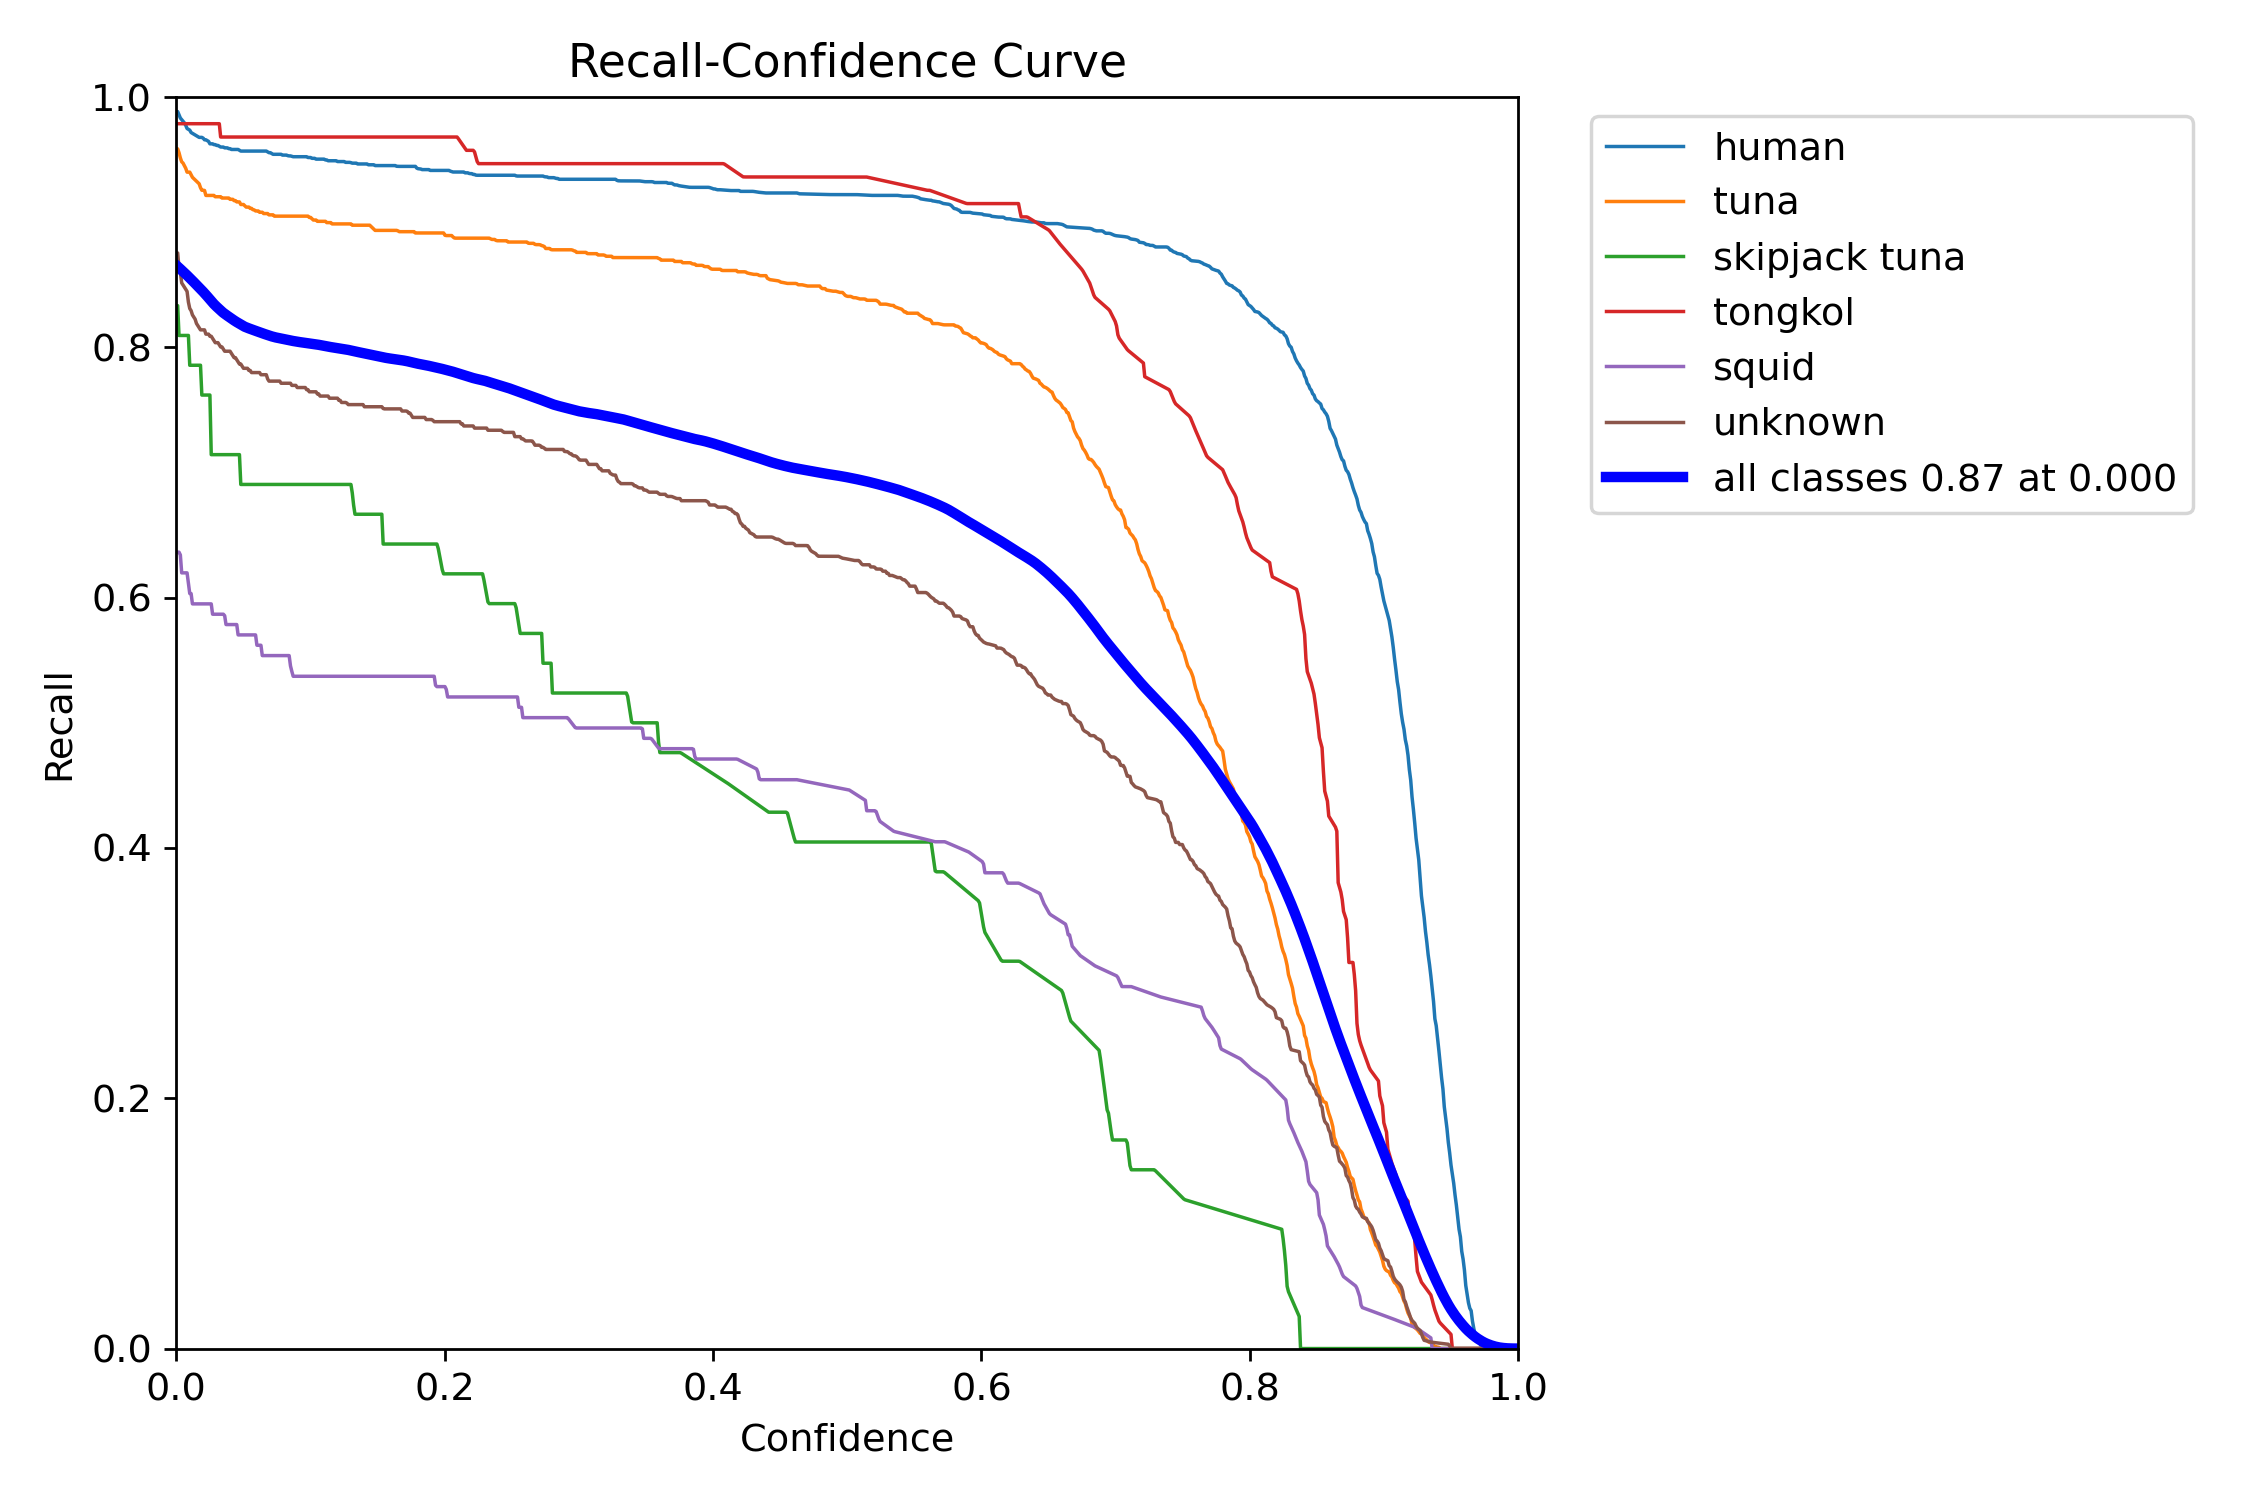 Recall-Confidence Curve
1.0
0.8
0.6
0.4
0.2
0.0
Recall
0.0 0.2 0.4 0.6 0.8 1.0
Confidence
human
tuna
skipjack tuna
tongkol
squid
unknown
all classes 0.87 at 0.000